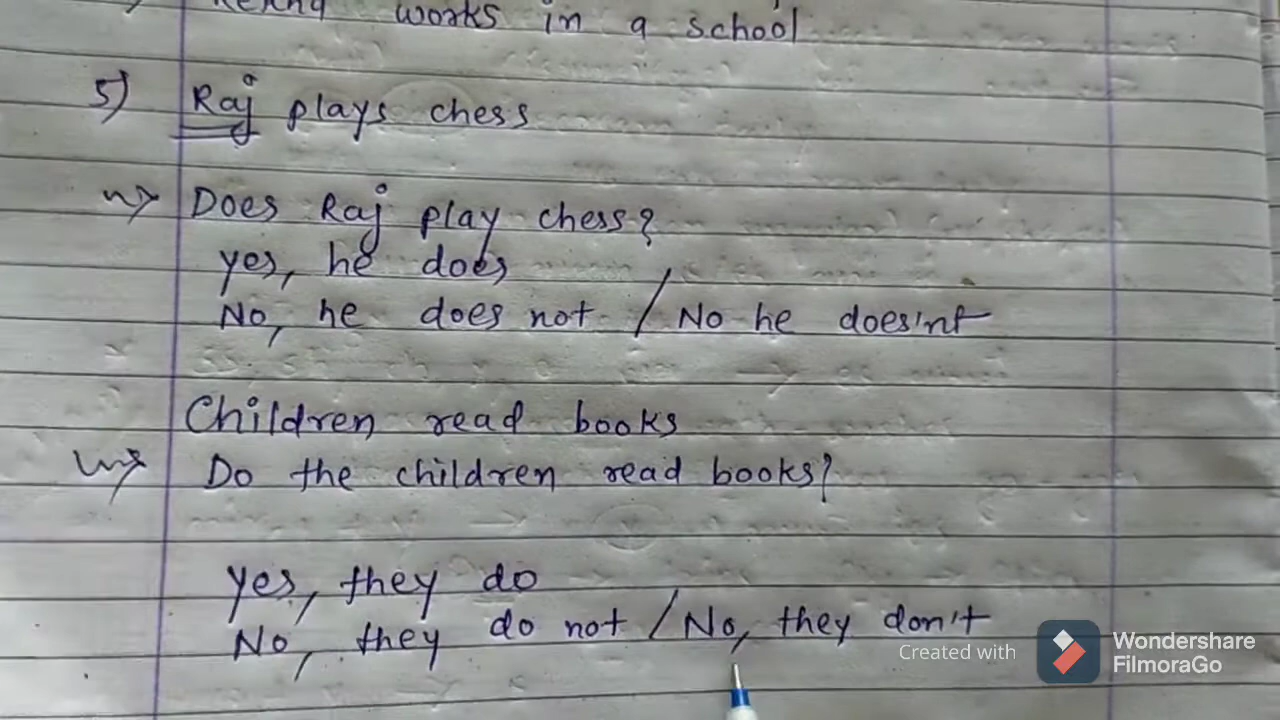 works in a school
5) Raj plays chess
Does Raj play chess?
yes, he does
No, he does not / No he does'nt
Children read books
Do the children read books?
yes, they do
No, they do not / No, they don't
Created with Wondershare FilmoraGo